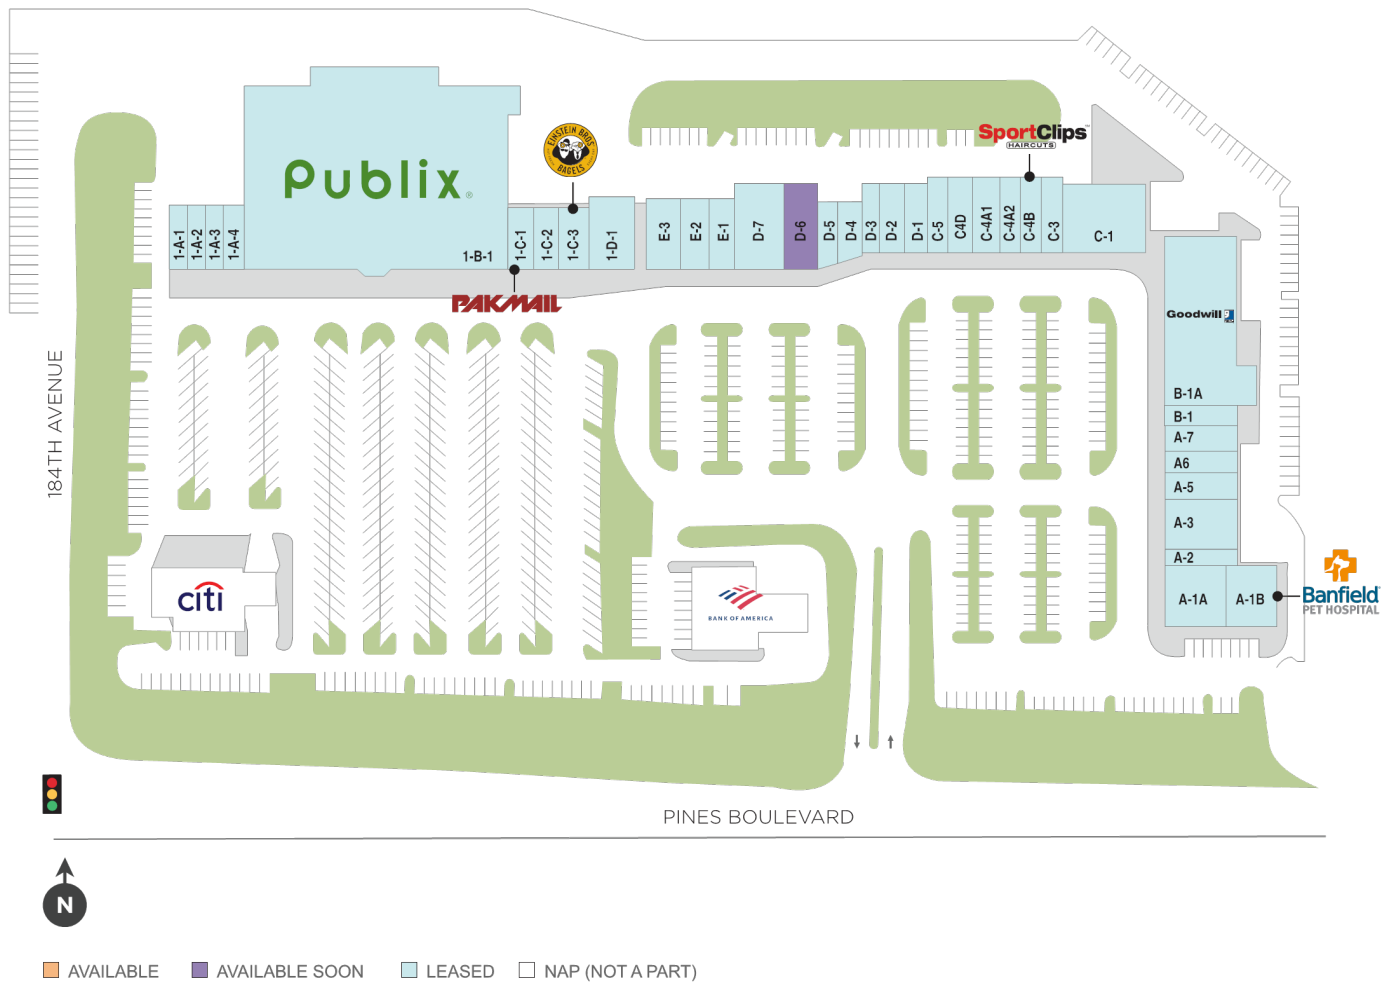 EINSTEIN BROS
BAGELS
SportClips
HAIRCUTS
Publix®
1-A-1
1-A-2
1-A-3
1-A-4
1-B-1
1-C-1
1-C-2
1-C-3
1-D-1
E-3
E-2
E-1
D-7
D-6
D-5
D-4
D-3
D-2
D-1
C-5
C4D
C-4A1
C-4A2
C-4B
C-3
C-1
PAKMAIL
Goodwill
B-1A
B-1
A-7
A6
A-5
A-3
A-2
A-1A
A-1B
Banfield
PET HOSPITAL
184TH AVENUE
citi
BANK OF AMERICA
PINES BOULEVARD
N
AVAILABLE
AVAILABLE SOON
LEASED
NAP (NOT A PART)